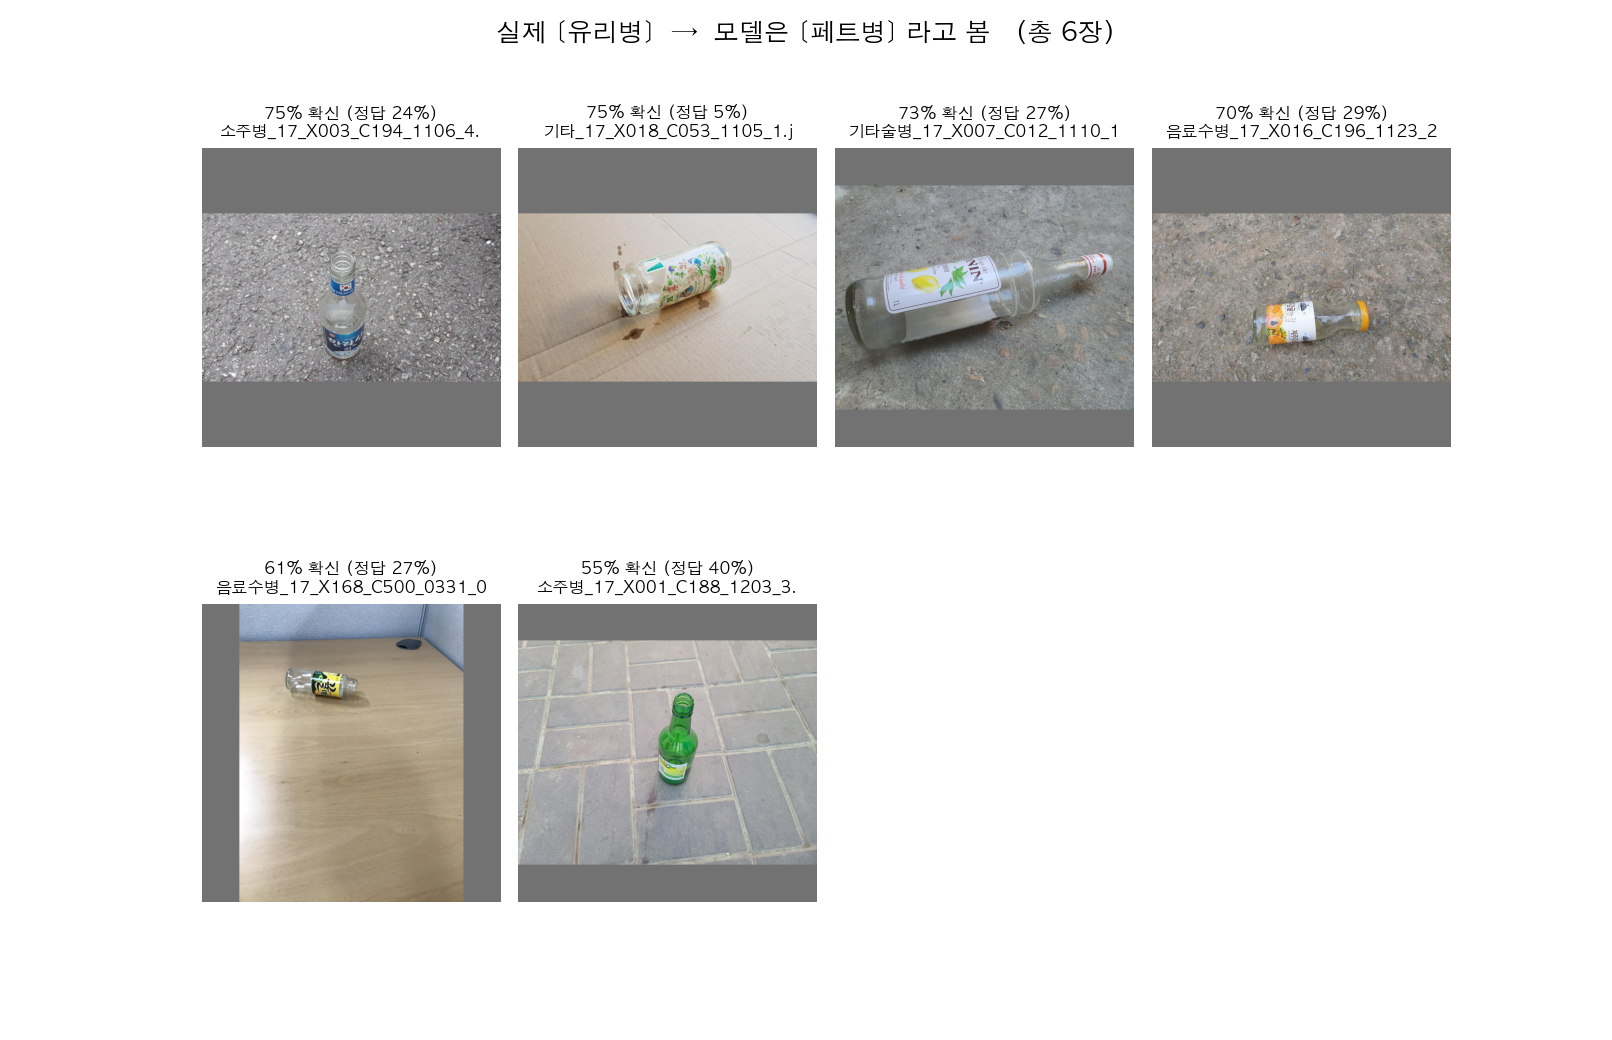 실제 [유리병] → 모델은 [페트병] 라고 봄 (총 6장)
75% 확신 (정답 24%)
소주병_17_X003_C194_1106_4.
75% 확신 (정답 5%)
기타_17_X018_C053_1105_1.j
73% 확신 (정답 27%)
기타술병_17_X007_C012_1110_1
70% 확신 (정답 29%)
음료수병_17_X016_C196_1123_2
NIN
61% 확신 (정답 27%)
음료수병_17_X168_C500_0331_0
55% 확신 (정답 40%)
소주병_17_X001_C188_1203_3.